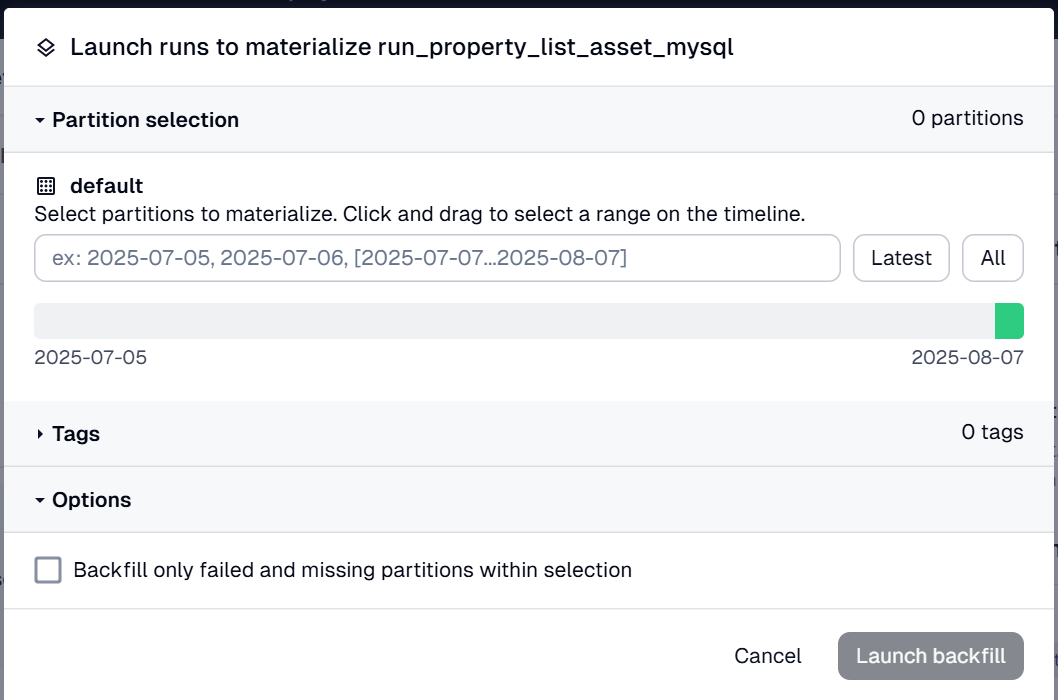 Launch runs to materialize run_property_list_asset_mysql
Partition selection
0 partitions
default
Select partitions to materialize. Click and drag to select a range on the timeline.
ex: 2025-07-05, 2025-07-06, [2025-07-07...2025-08-07]
Latest
All
2025-07-05
2025-08-07
Tags
0 tags
Options
Backfill only failed and missing partitions within selection
Cancel
Launch backfill